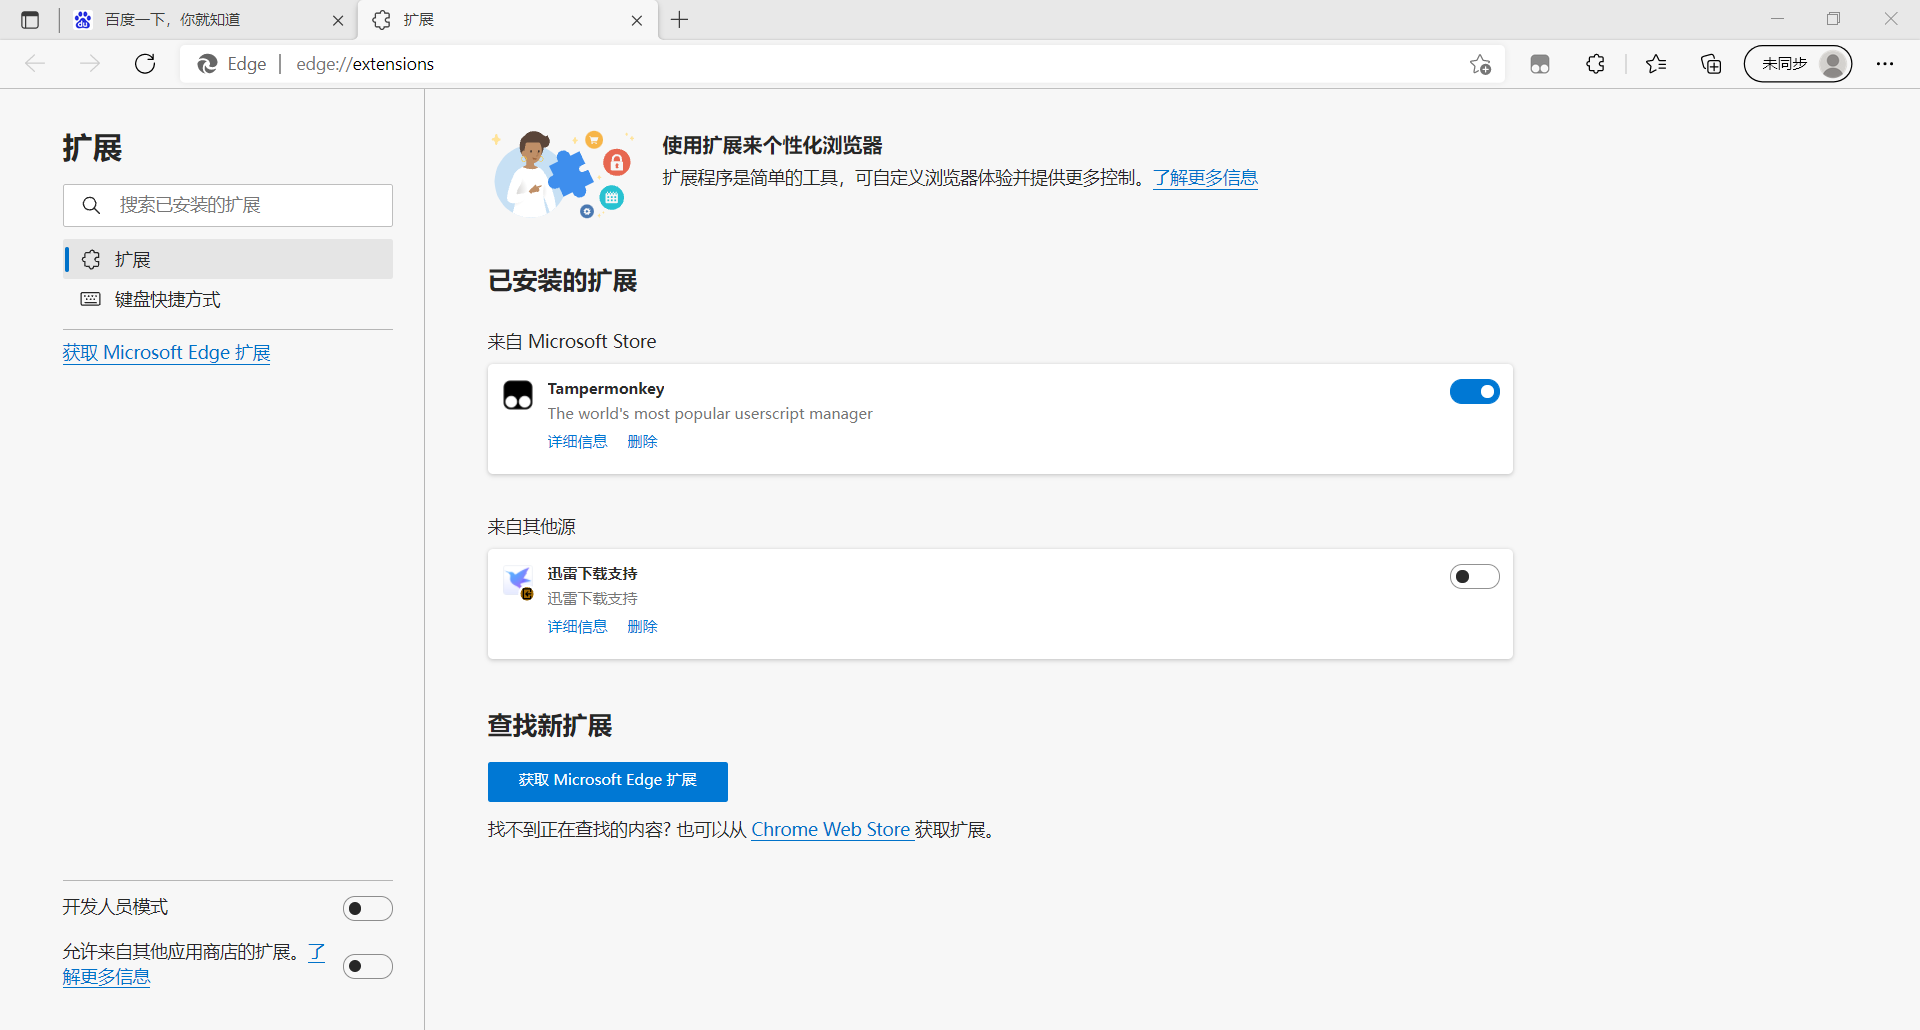 百度一下，你就知道
扩展
Edge
edge://extensions
未同步
扩展
搜索已安装的扩展
扩展
键盘快捷方式
获取 Microsoft Edge 扩展
开发人员模式
允许来自其他应用商店的扩展。了
解更多信息
使用扩展来个性化浏览器
扩展程序是简单的工具，可自定义浏览器体验并提供更多控制。了解更多信息
已安装的扩展
来自 Microsoft Store
Tampermonkey
The world's most popular userscript manager
详细信息 删除
来自其他源
迅雷下载支持
迅雷下载支持
详细信息 删除
查找新扩展
获取 Microsoft Edge 扩展
找不到正在查找的内容? 也可以从 Chrome Web Store 获取扩展。